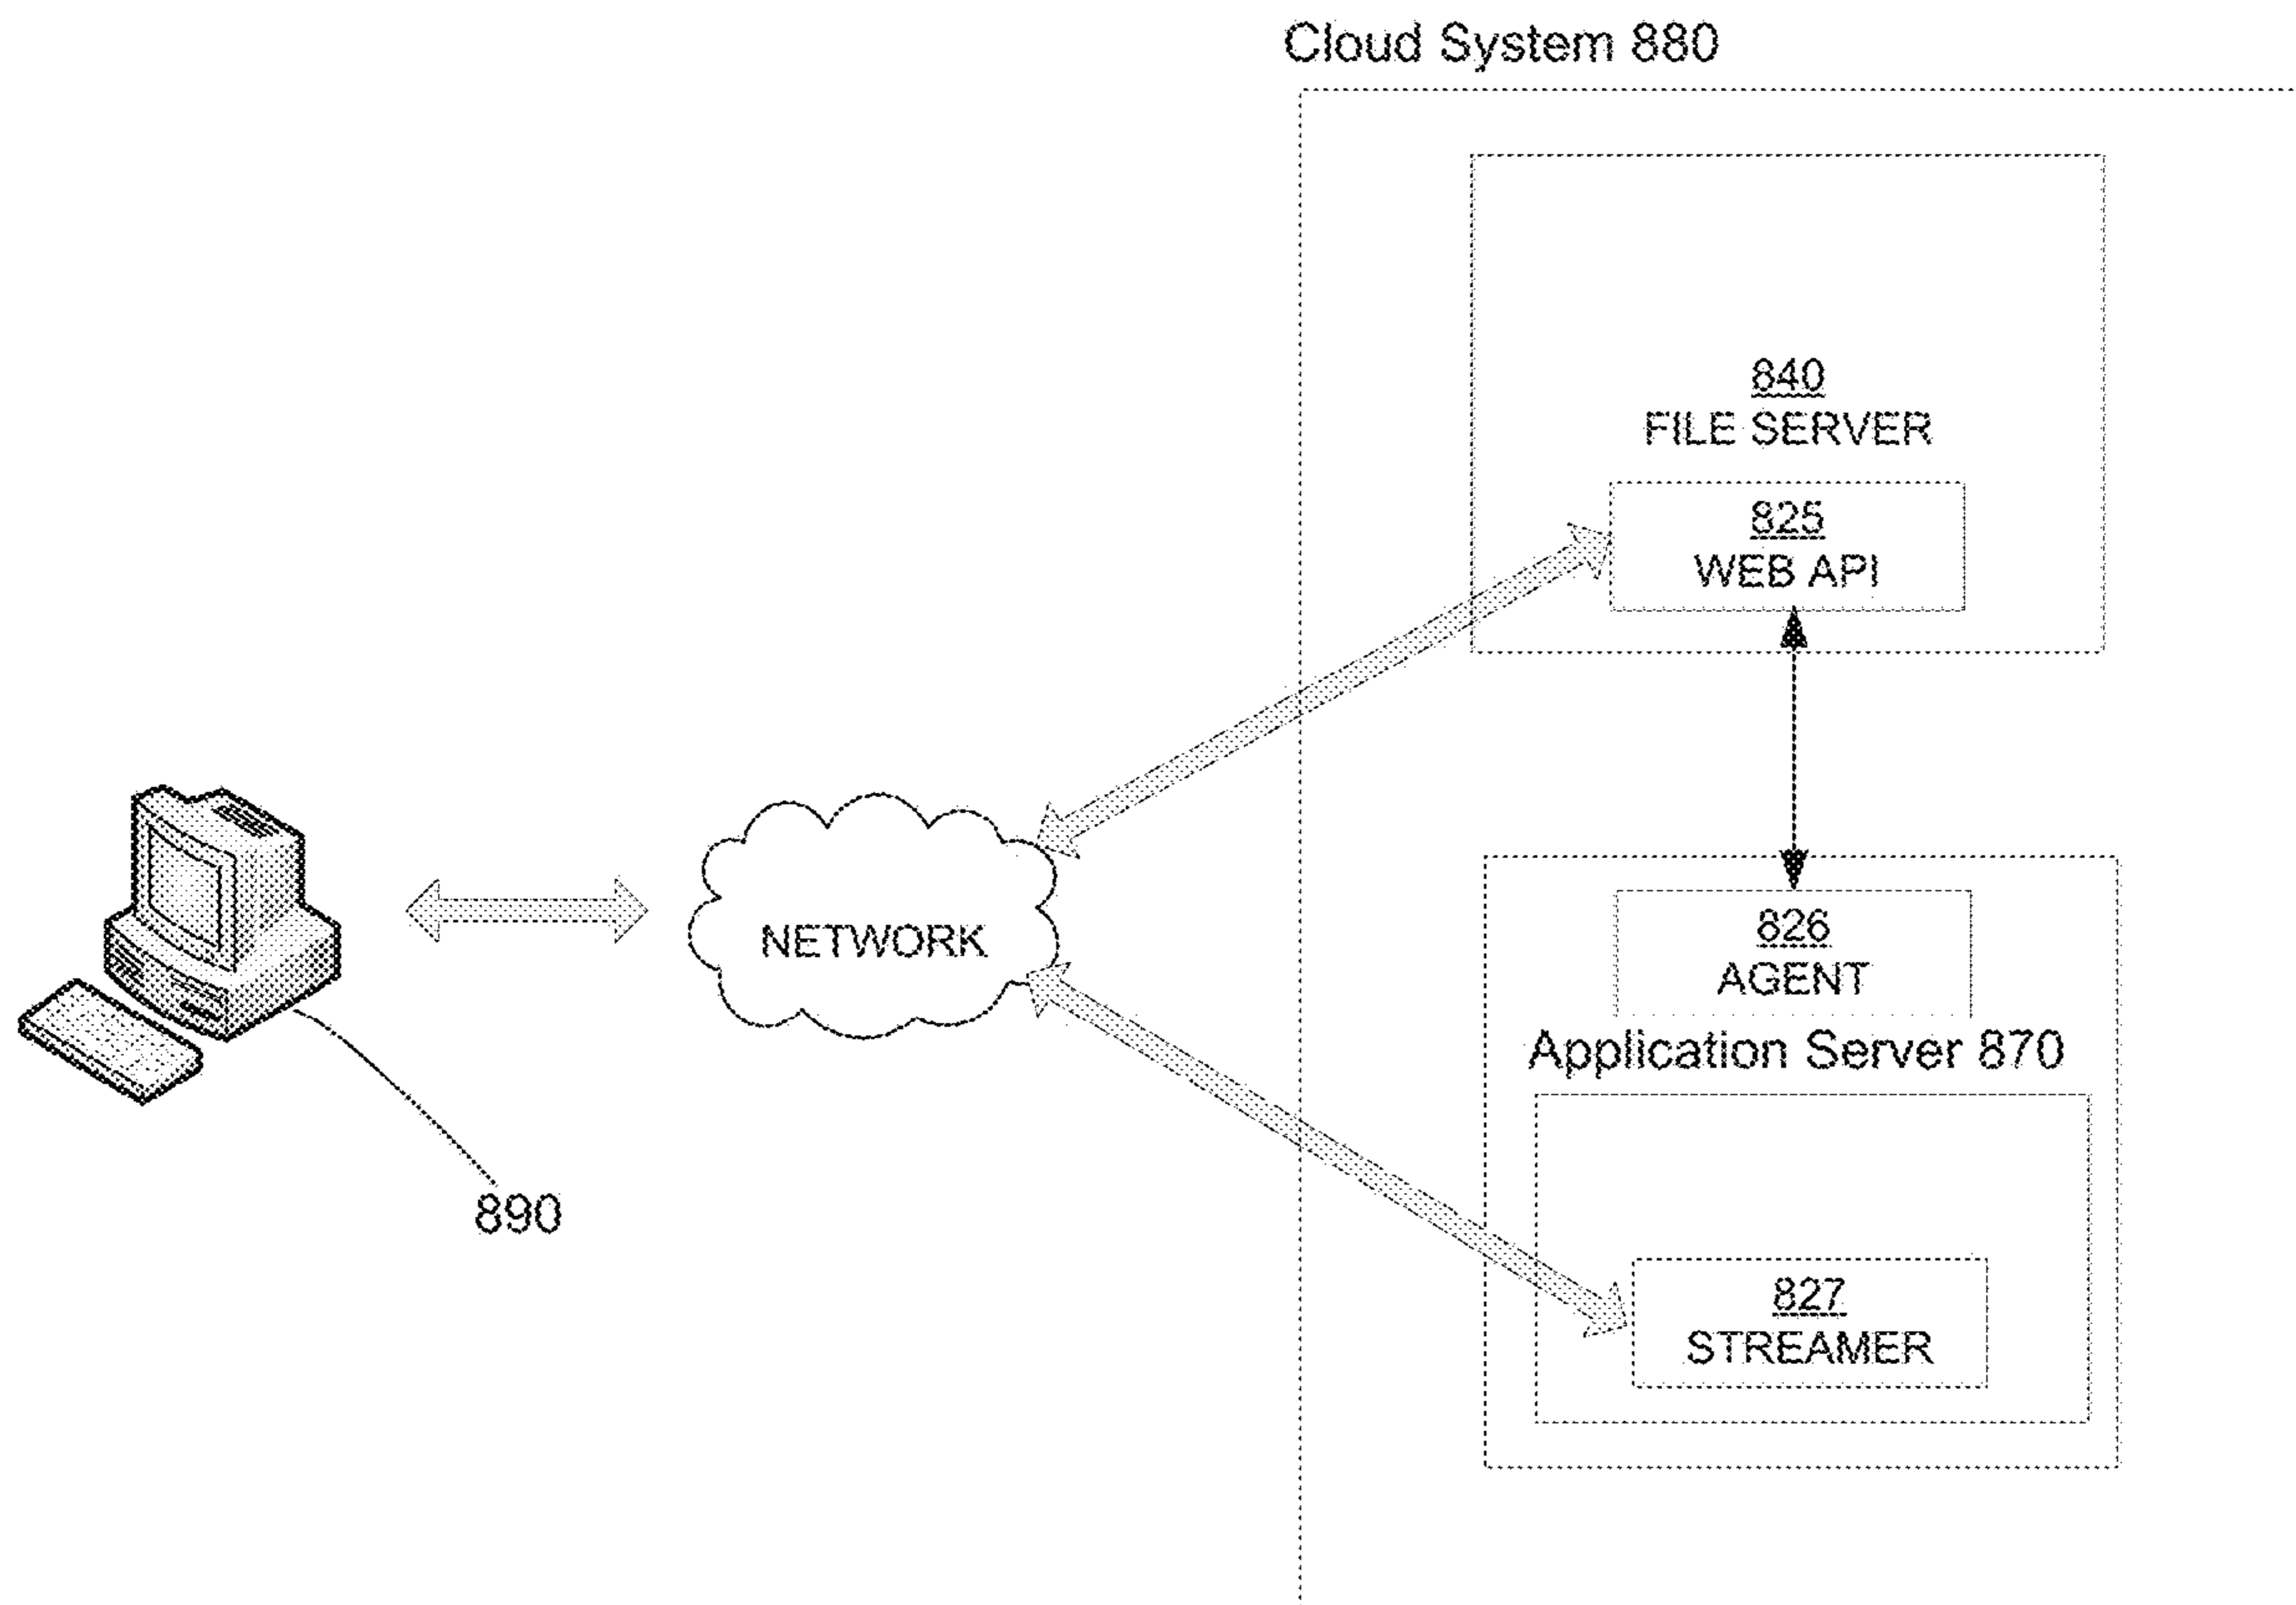 Cloud System 880
840
FILE SERVER
825
WEB API
NETWORK
826
AGENT
Application Server 870
890
827
STREAMER